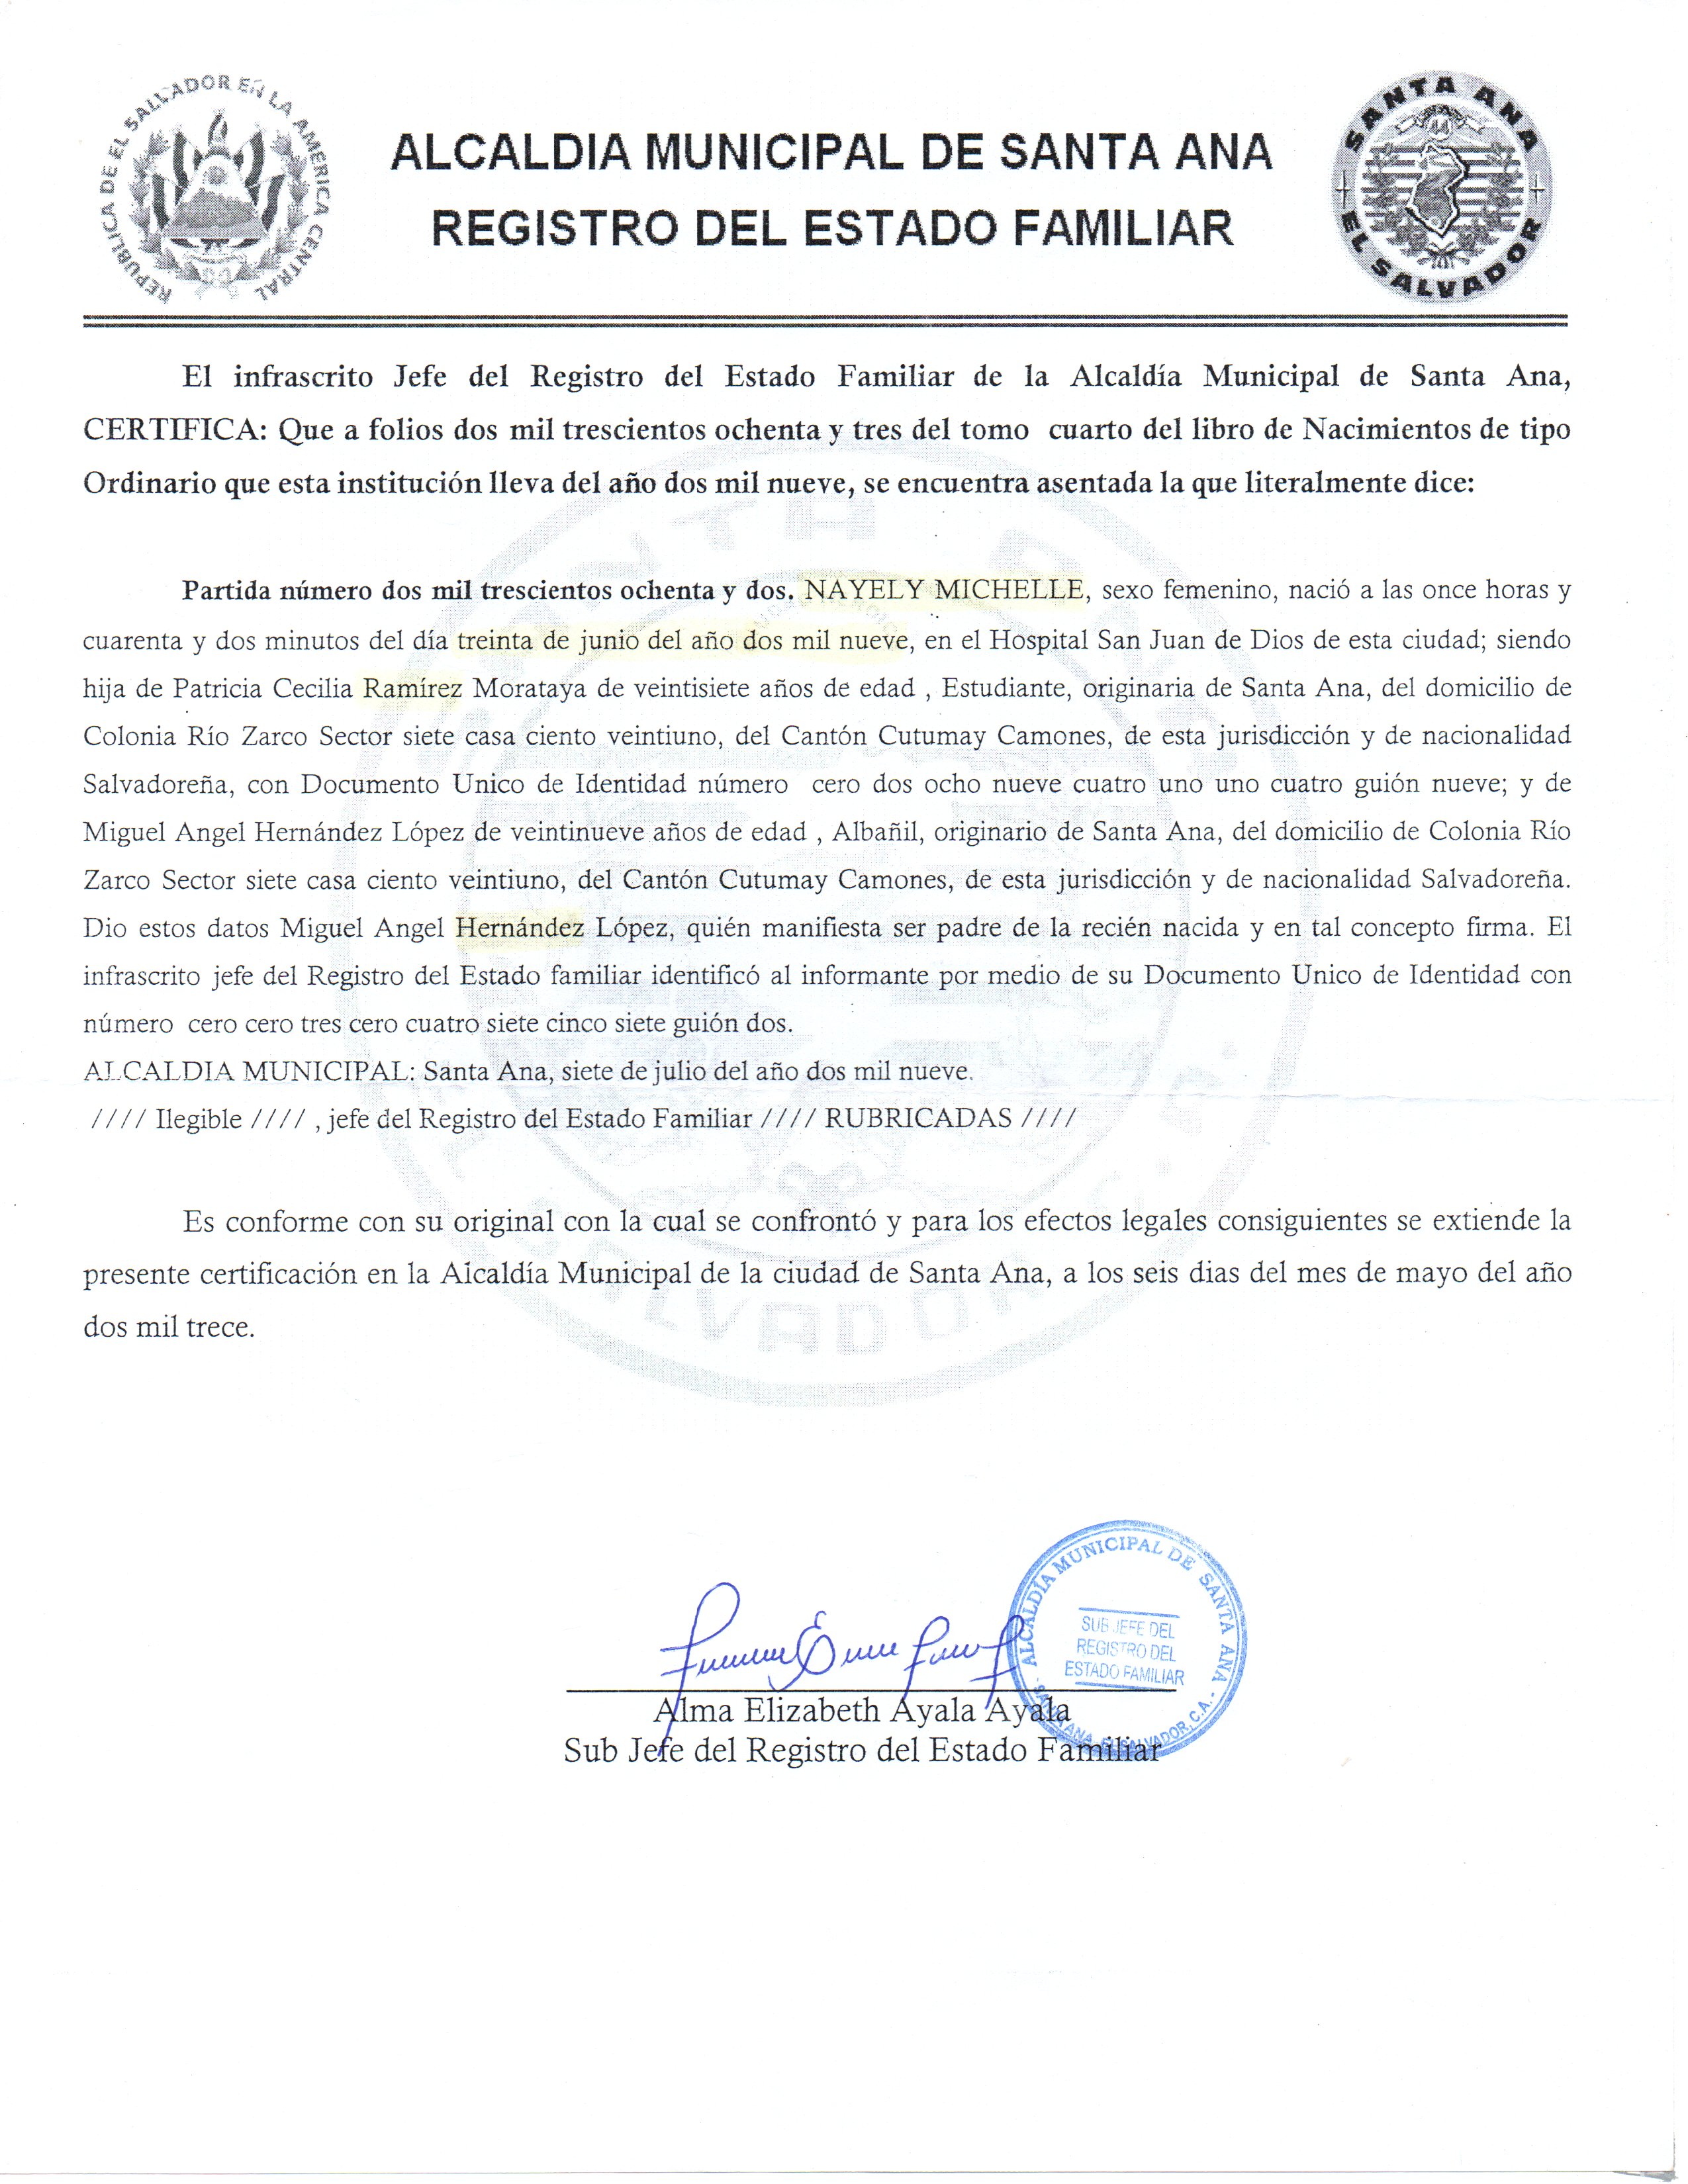 REPUBLICA DE EL SALVADOR EN LA AMERICA CENTRAL
ALCALDIA MUNICIPAL DE SANTA ANA
REGISTRO DEL ESTADO FAMILIAR
SANTA ANA
EL SALVADOR
El infrascrito Jefe del Registro del Estado Familiar de la Alcaldía Municipal de Santa Ana,
CERTIFICA: Que a folios dos mil trescientos ochenta y tres del tomo cuarto del libro de Nacimientos de tipo
Ordinario que esta institución lleva del año dos mil nueve, se encuentra asentada la que literalmente dice:
Partida número dos mil trescientos ochenta y dos. NAYELY MICHELLE, sexo femenino, nació a las once horas y
cuarenta y dos minutos del día treinta de junio del año dos mil nueve, en el Hospital San Juan de Dios de esta ciudad; siendo
hija de Patricia Cecilia Ramírez Morataya de veintisiete años de edad , Estudiante, originaria de Santa Ana, del domicilio de
Colonia Río Zarco Sector siete casa ciento veintiuno, del Cantón Cutumay Camones, de esta jurisdicción y de nacionalidad
Salvadoreña, con Documento Unico de Identidad número cero dos ocho nueve cuatro uno uno cuatro guión nueve; y de
Miguel Angel Hernández López de veintinueve años de edad , Albañil, originario de Santa Ana, del domicilio de Colonia Río
Zarco Sector siete casa ciento veintiuno, del Cantón Cutumay Camones, de esta jurisdicción y de nacionalidad Salvadoreña.
Dio estos datos Miguel Angel Hernández López, quién manifiesta ser padre de la recién nacida y en tal concepto firma. El
infrascrito jefe del Registro del Estado familiar identificó al informante por medio de su Documento Unico de Identidad con
número cero cero tres cero cuatro siete cinco siete guión dos.
ALCALDIA MUNICIPAL: Santa Ana, siete de julio del año dos mil nueve.
//// Ilegible //// , jefe del Registro del Estado Familiar //// RUBRICADAS ////
Es conforme con su original con la cual se confrontó y para los efectos legales consiguientes se extiende la
presente certificación en la Alcaldía Municipal de la ciudad de Santa Ana, a los seis dias del mes de mayo del año
dos mil trece.
ALCALDÍA MUNICIPAL DE SANTA ANA
SUB JEFE DEL
REGISTRO DEL
ESTADO FAMILIAR
SANTA ANA, EL SALVADOR, C.A.
Alma Elizabeth Ayala Ayala
Sub Jefe del Registro del Estado Familiar